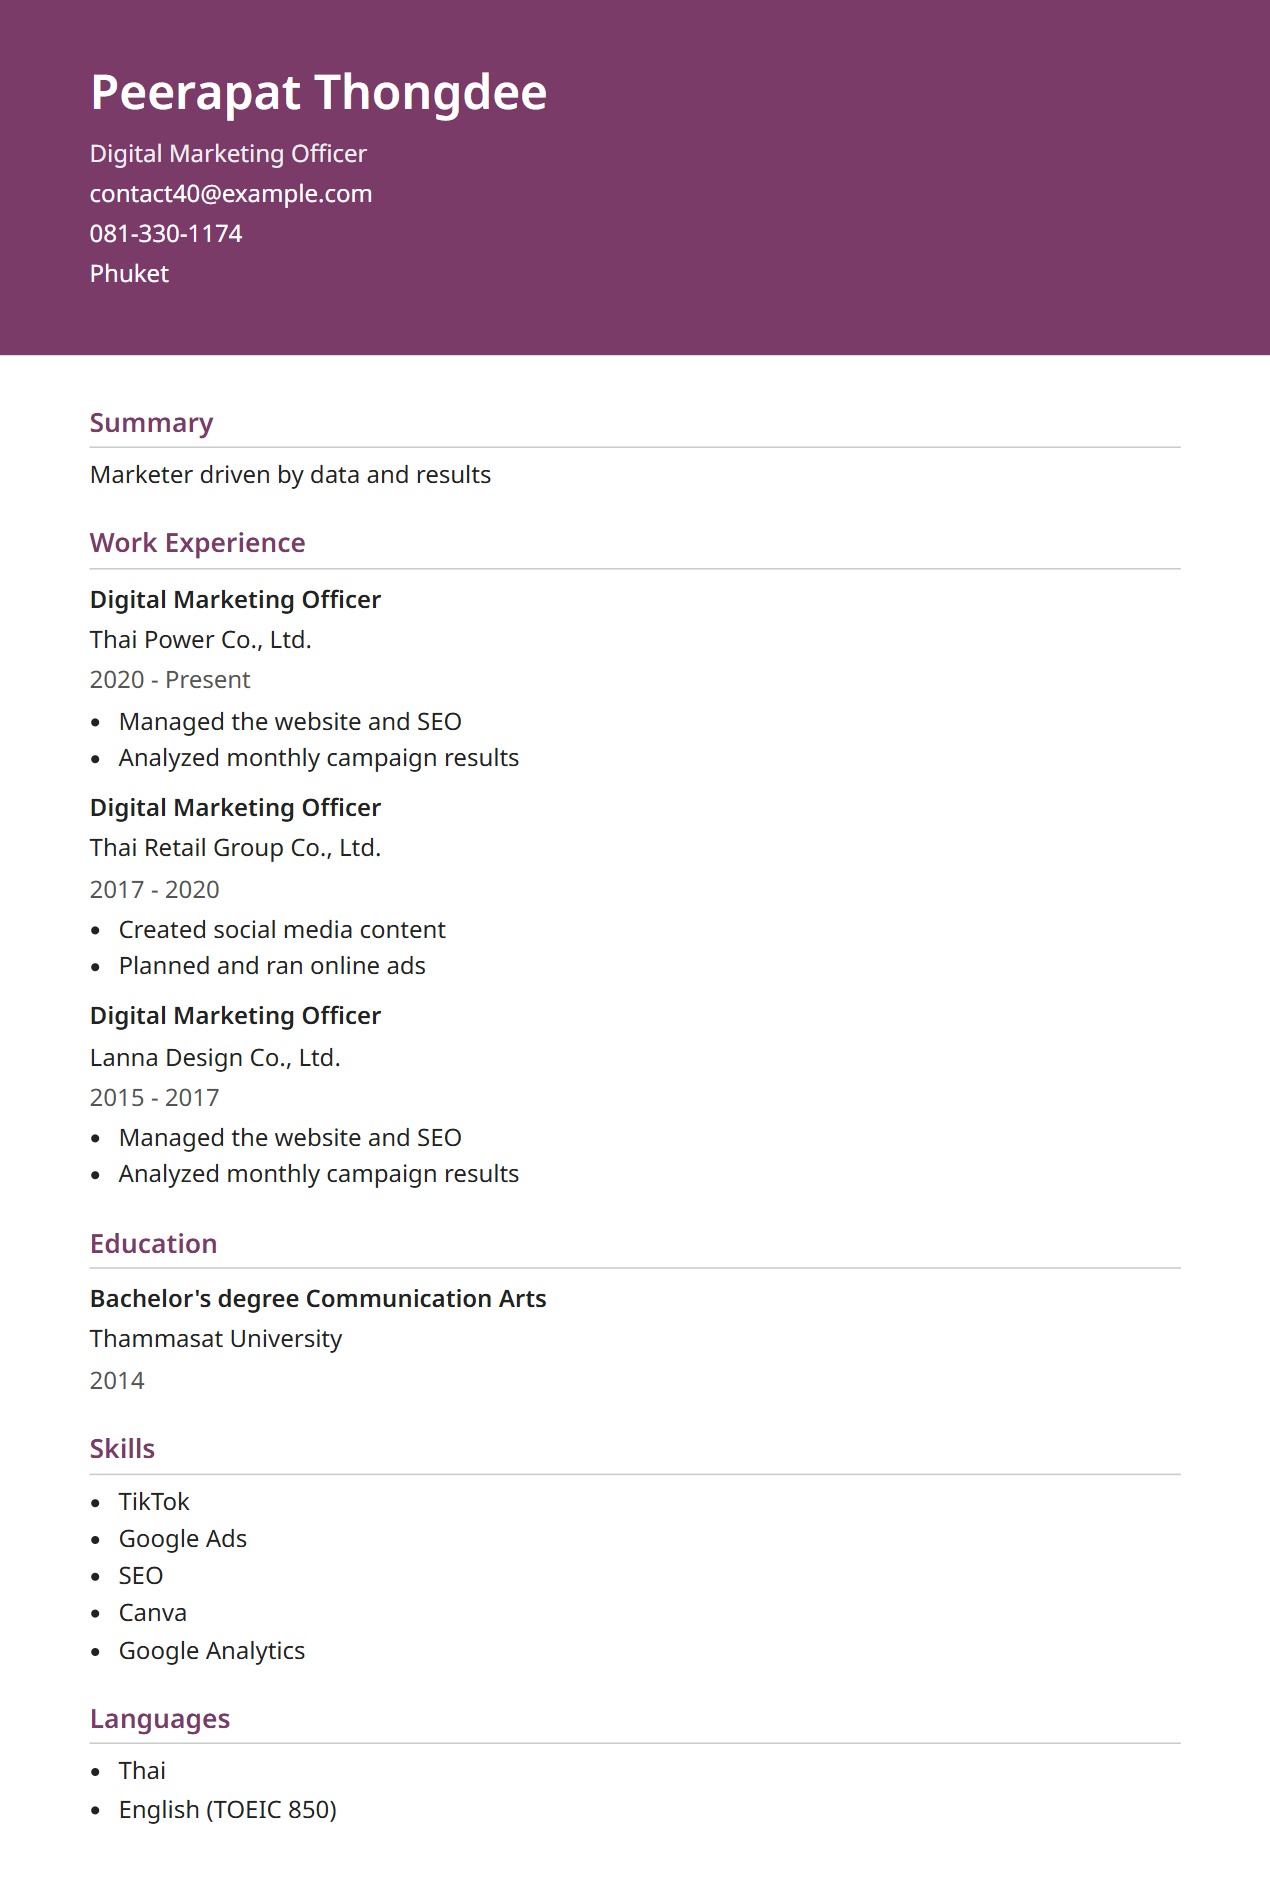 Peerapat Thongdee
Digital Marketing Officer
contact40@example.com
081-330-1174
Phuket
Summary
Marketer driven by data and results
Work Experience
Digital Marketing Officer
Thai Power Co., Ltd.
2020 - Present
• Managed the website and SEO
• Analyzed monthly campaign results
Digital Marketing Officer
Thai Retail Group Co., Ltd.
2017 - 2020
• Created social media content
• Planned and ran online ads
Digital Marketing Officer
Lanna Design Co., Ltd.
2015 - 2017
• Managed the website and SEO
• Analyzed monthly campaign results
Education
Bachelor's degree Communication Arts
Thammasat University
2014
Skills
• TikTok
• Google Ads
• SEO
• Canva
• Google Analytics
Languages
• Thai
• English (TOEIC 850)